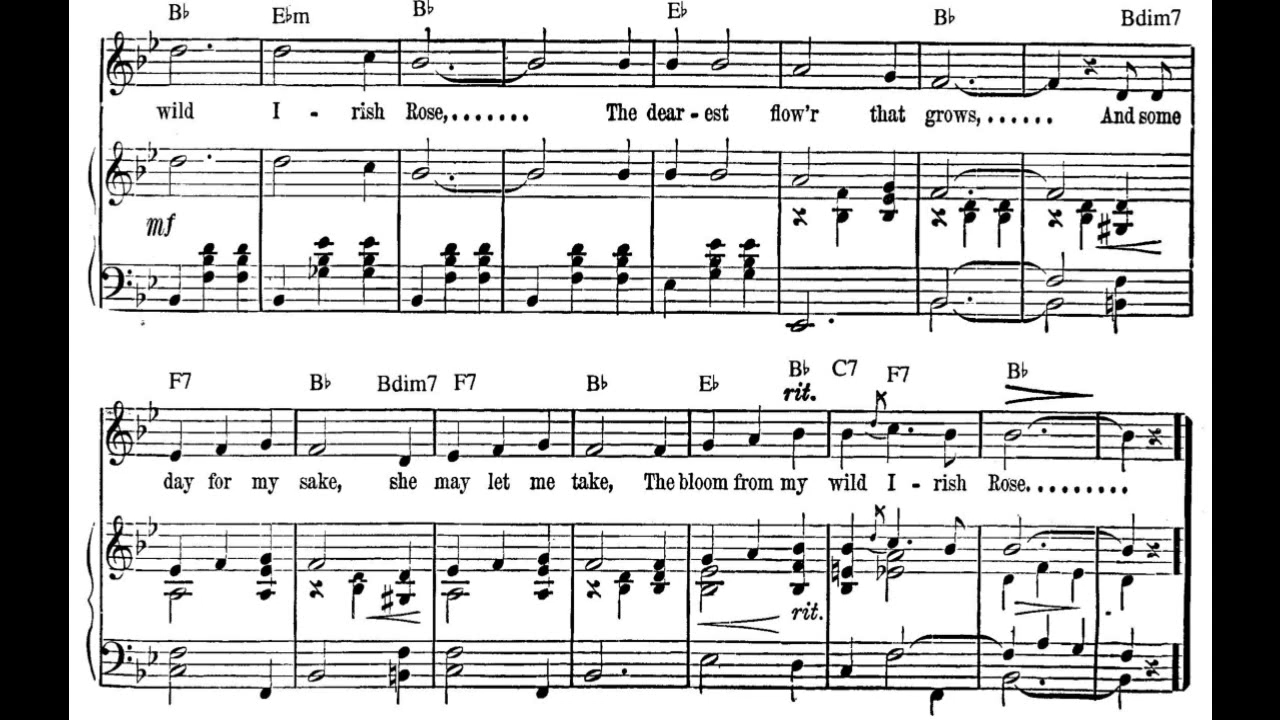 B♭ E♭m B♭ E♭ B♭ Bdim7
wild I - rish Rose,....... The dear - est flow'r that grows,...... And some
mf
F7 B♭ Bdim7 F7 B♭ E♭ B♭ C7 F7 B♭
rit.
day for my sake, she may let me take, The bloom from my wild I - rish Rose.........
rit.